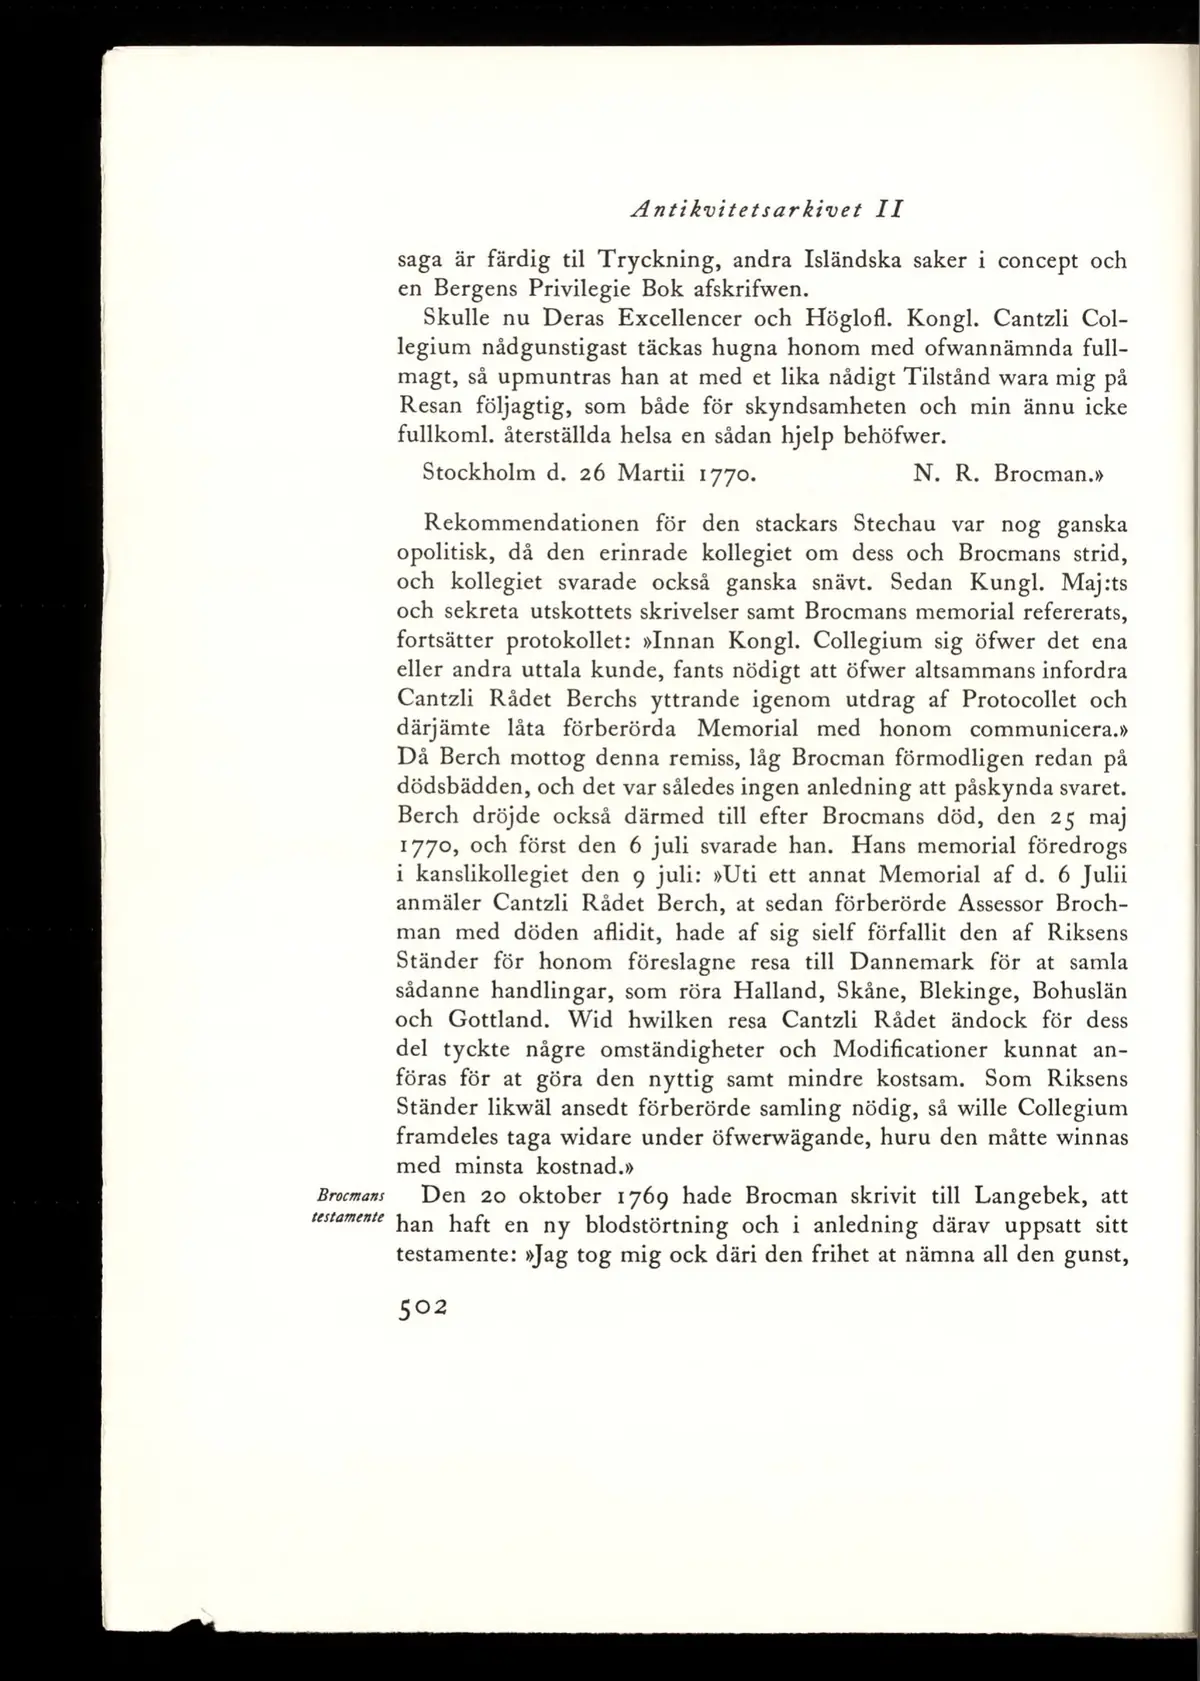 Antikvitetsarkivet II
saga är färdig til Tryckning, andra Isländska saker i concept och
en Bergens Privilegie Bok afskrifwen.
Skulle nu Deras Excellencer och Höglofl. Kongl. Cantzli Col-
legium nådgunstigast täckas hugna honom med ofwannämnda full-
magt, så upmuntras han at med et lika nådigt Tilstånd wara mig på
Resan följagtig, som både för skyndsamheten och min ännu icke
fullkoml. återställda helsa en sådan hjelp behöfwer.
Stockholm d. 26 Martii 1770. N. R. Brocman.»
Rekommendationen för den stackars Stechau var nog ganska
opolitisk, då den erinrade kollegiet om dess och Brocmans strid,
och kollegiet svarade också ganska snävt. Sedan Kungl. Maj:ts
och sekreta utskottets skrivelser samt Brocmans memorial refererats,
fortsätter protokollet: »Innan Kongl. Collegium sig öfwer det ena
eller andra uttala kunde, fants nödigt att öfwer altsammans infordra
Cantzli Rådet Berchs yttrande igenom utdrag af Protocollet och
därjämte låta förberörda Memorial med honom communicera.»
Då Berch mottog denna remiss, låg Brocman förmodligen redan på
dödsbädden, och det var således ingen anledning att påskynda svaret.
Berch dröjde också därmed till efter Brocmans död, den 25 maj
1770, och först den 6 juli svarade han. Hans memorial föredrogs
i kanslikollegiet den 9 juli: »Uti ett annat Memorial af d. 6 Julii
anmäler Cantzli Rådet Berch, at sedan förberörde Assessor Broch-
man med döden aflidit, hade af sig sielf förfallit den af Riksens
Ständer för honom föreslagne resa till Dannemark för at samla
sådanne handlingar, som röra Halland, Skåne, Blekinge, Bohuslän
och Gottland. Wid hwilken resa Cantzli Rådet ändock för dess
del tyckte någre omständigheter och Modificationer kunnat an-
föras för at göra den nyttig samt mindre kostsam. Som Riksens
Ständer likwäl ansedt förberörde samling nödig, så wille Collegium
framdeles taga widare under öfwerwägande, huru den måtte winnas
med minsta kostnad.»
Brocmans
testamente
Den 20 oktober 1769 hade Brocman skrivit till Langebek, att
han haft en ny blodstörtning och i anledning därav uppsatt sitt
testamente: »Jag tog mig ock däri den frihet at nämna all den gunst,
502